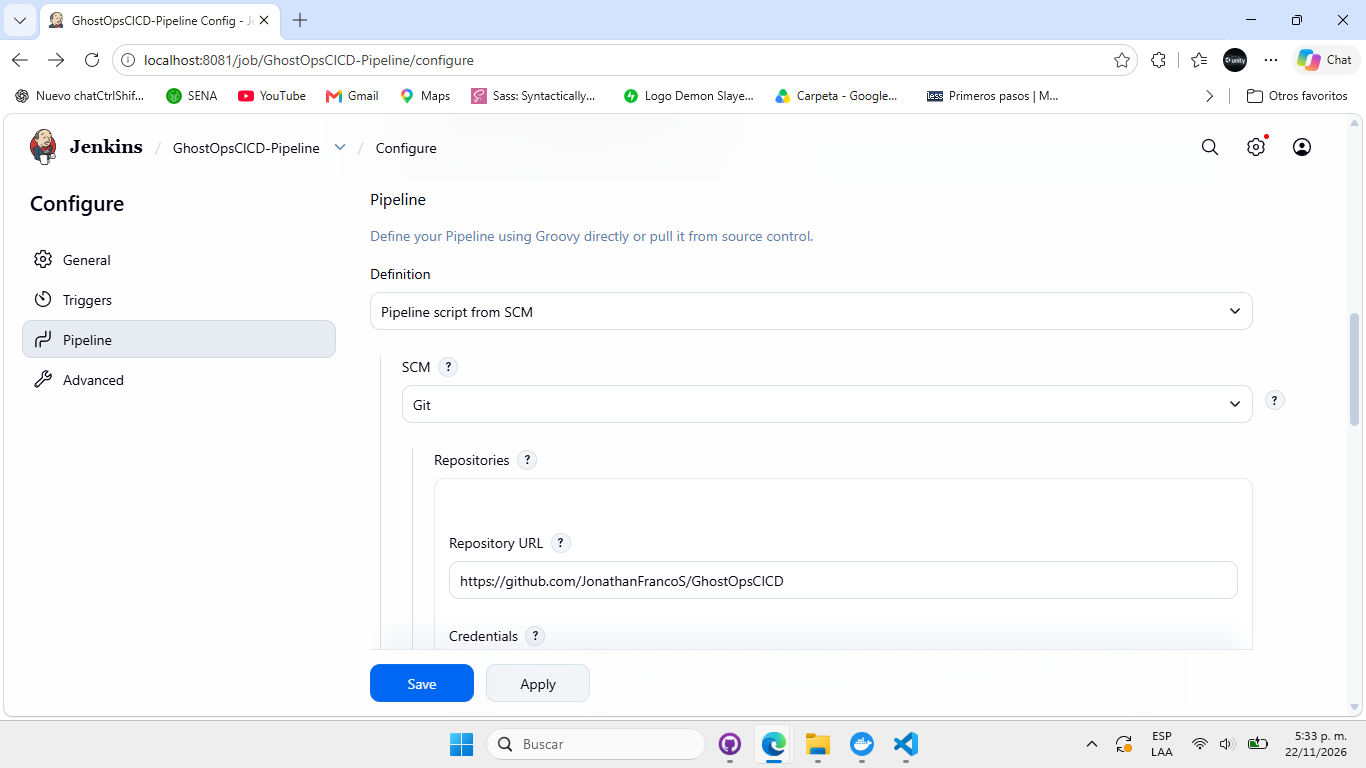 GhostOpsCICD-Pipeline Config - Je
localhost:8081/job/GhostOpsCICD-Pipeline/configure
unity
Chat
Nuevo chatCtrlShif...
SENA
YouTube
Gmail
Maps
Sass: Syntactically...
Logo Demon Slaye...
Carpeta - Google...
less Primeros pasos | M...
Otros favoritos
Jenkins / GhostOpsCICD-Pipeline / Configure
Configure
General
Triggers
Pipeline
Advanced
Pipeline
Define your Pipeline using Groovy directly or pull it from source control.
Definition
Pipeline script from SCM
SCM ?
Git
?
Repositories ?
Repository URL ?
https://github.com/JonathanFrancoS/GhostOpsCICD
Credentials ?
Save
Apply
Buscar
ESP
LAA
5:33 p. m.
22/11/2026